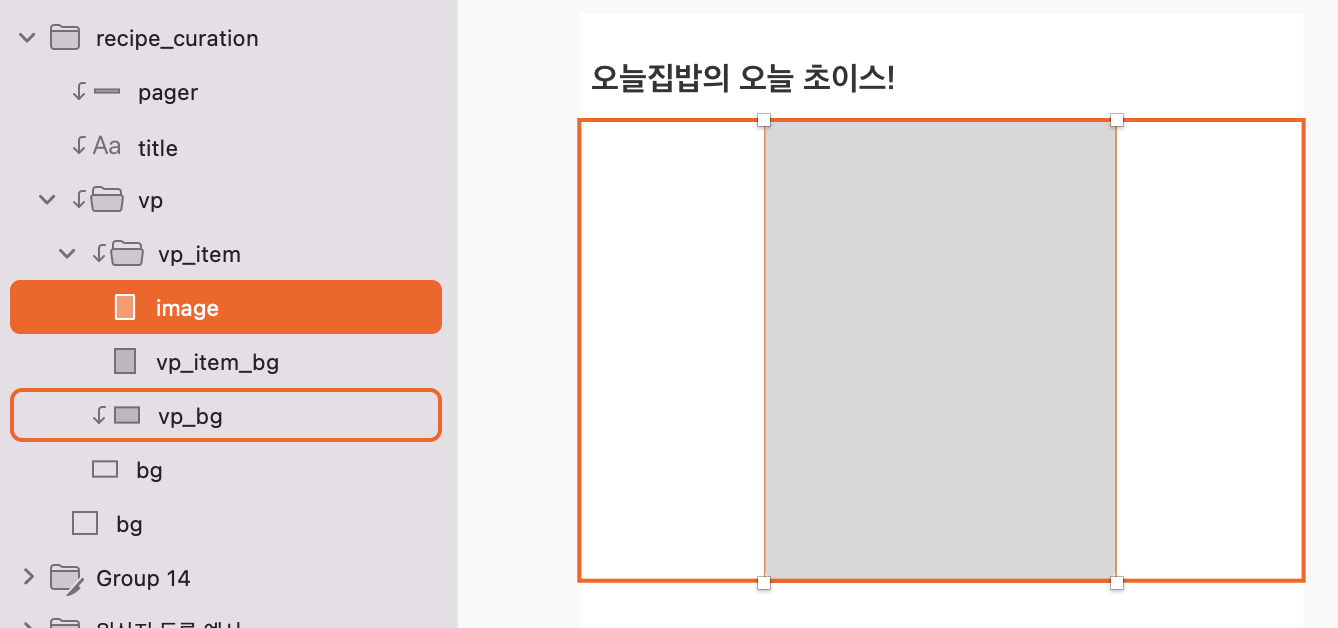 recipe_curation
pager
Aa title
vp
vp_item
image
vp_item_bg
vp_bg
bg
bg
Group 14
오늘집밥의 오늘 초이스!